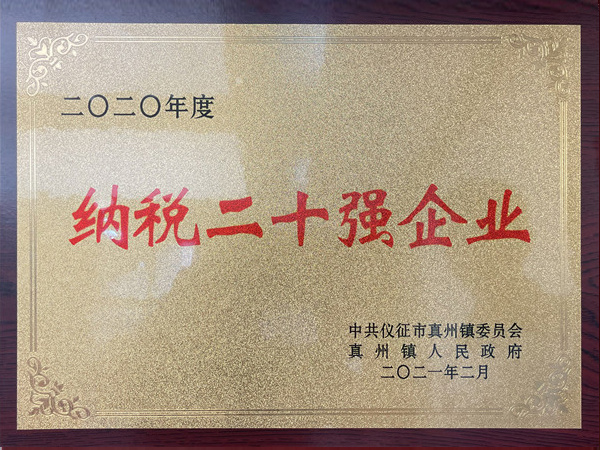 二〇二〇年度
纳税二十强企业
中共仪征市真州镇委员会
真州镇人民政府
二〇二一年二月